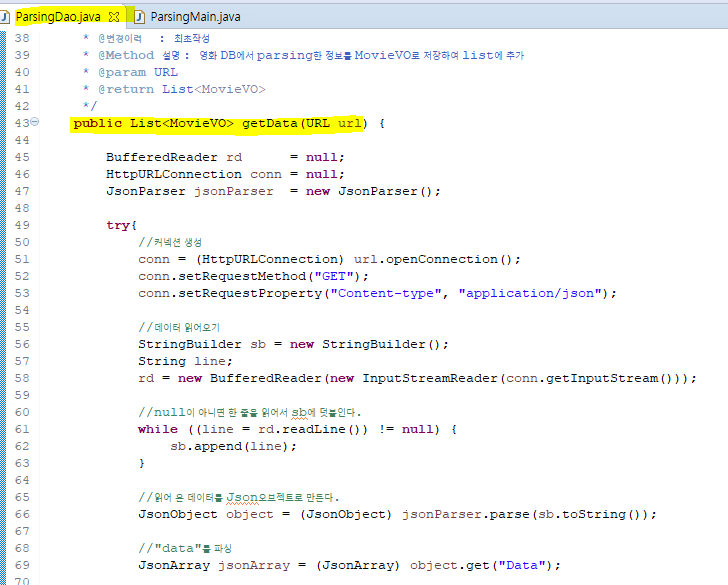 ParsingDao.java ParsingMain.java
38 * @변경이력 : 최초작성
39 * @Method 설명 : 영화 DB에서 parsing한 정보를 MovieVO로 저장하여 list에 추가
40 * @param URL
41 * @return List<MovieVO>
42 */
43 public List<MovieVO> getData(URL url) {
44
45 BufferedReader rd = null;
46 HttpURLConnection conn = null;
47 JsonParser jsonParser = new JsonParser();
48
49 try{
50 //커넥션 생성
51 conn = (HttpURLConnection) url.openConnection();
52 conn.setRequestMethod("GET");
53 conn.setRequestProperty("Content-type", "application/json");
54
55 //데이터 읽어오기
56 StringBuilder sb = new StringBuilder();
57 String line;
58 rd = new BufferedReader(new InputStreamReader(conn.getInputStream()));
59
60 //null이 아니면 한 줄을 읽어서 sb에 덧붙인다.
61 while ((line = rd.readLine()) != null) {
62 sb.append(line);
63 }
64
65 //읽어 온 데이터를 Json오브젝트로 만든다.
66 JsonObject object = (JsonObject) jsonParser.parse(sb.toString());
67
68 //"data"를 파싱
69 JsonArray jsonArray = (JsonArray) object.get("Data");
70